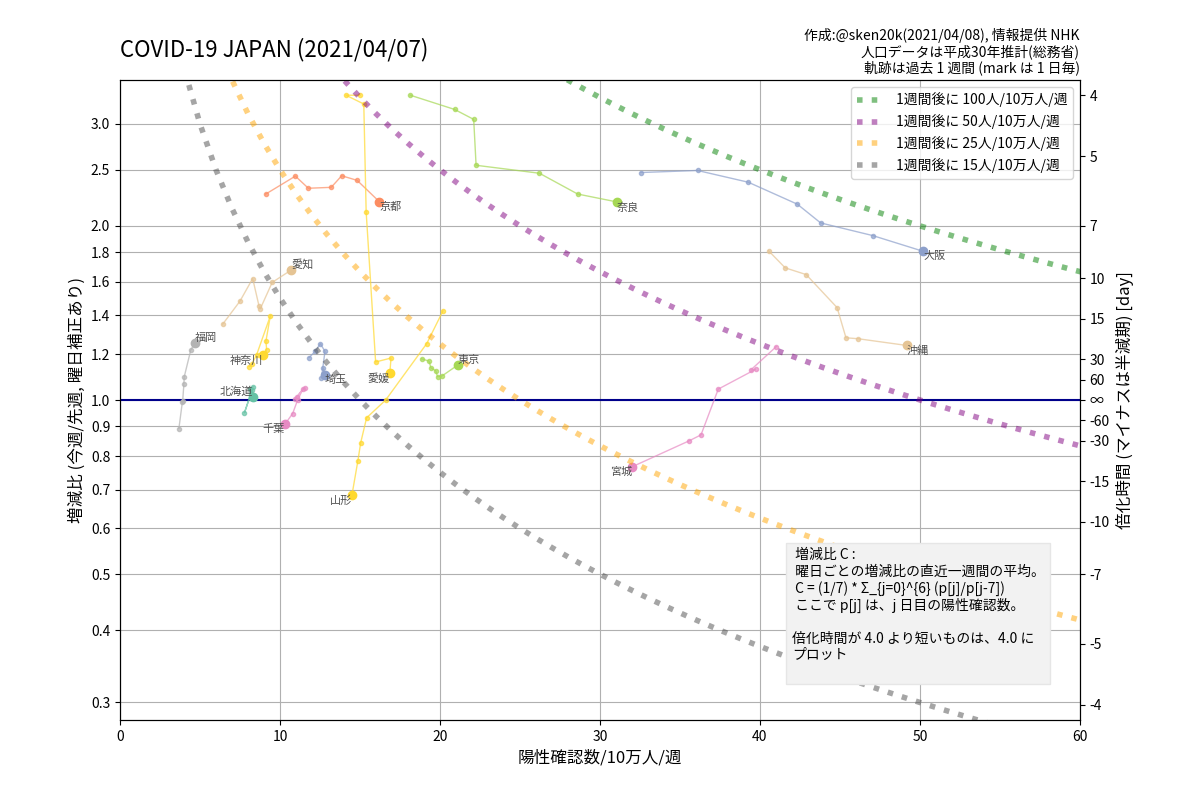 COVID-19 JAPAN (2021/04/07)
作成:@sken20k(2021/04/08), 情報提供 NHK
人口データは平成30年推計(総務省)
軌跡は過去 1 週間 (mark は 1 日毎)
1週間後に 100人/10万人/週
1週間後に 50人/10万人/週
1週間後に 25人/10万人/週
1週間後に 15人/10万人/週
増減比 (今週/先週, 曜日補正あり)
3.0
2.5
2.0
1.8
1.6
1.4
1.2
1.0
0.9
0.8
0.7
0.6
0.5
0.4
0.3
京都
奈良
大阪
愛知
福岡
神奈川
東京
沖縄
埼玉
愛媛
北海道
千葉
宮城
山形
4
5
7
10
15
30
60
∞
-60
-30
-15
-10
-7
-5
-4
倍化時間 (マイナスは半減期) [day]
増減比 C :
曜日ごとの増減比の直近一週間の平均。
C = (1/7) * Σ_{j=0}^{6} (p[j]/p[j-7])
ここで p[j] は、j 日目の陽性確認数。
倍化時間が 4.0 より短いものは、4.0 に
プロット
0 10 20 30 40 50 60
陽性確認数/10万人/週